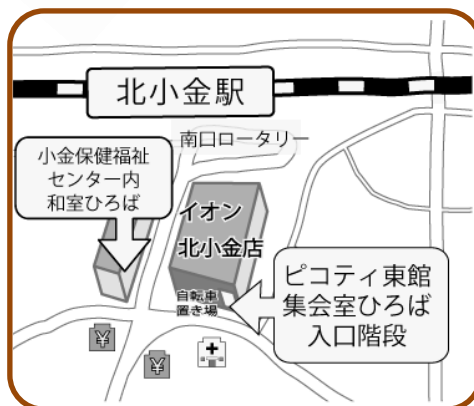 北小金駅
南口ロータリー
小金保健福祉
センター内
和室ひろば
イオン
北小金店
自転車
置き場
ピコティ東館
集会室ひろば
入口階段
¥
¥